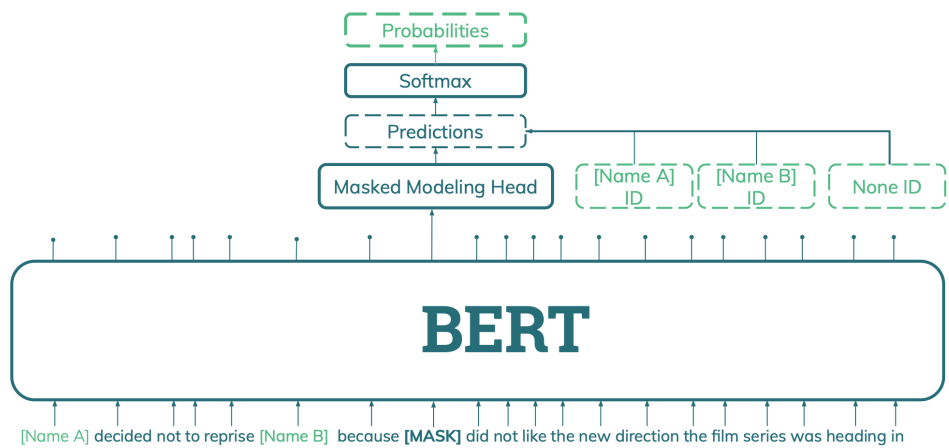 Probabilities
Softmax
Predictions
Masked Modeling Head
[Name A]
ID
[Name B]
ID
None ID
BERT
[Name A] decided not to reprise [Name B] because [MASK] did not like the new direction the film series was heading in